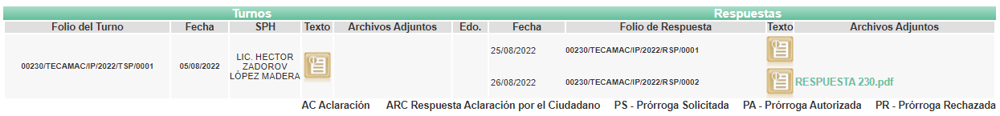 Turnos Respuestas
Folio del Turno Fecha SPH Texto Archivos Adjuntos Edo. Fecha Folio de Respuesta Texto Archivos Adjuntos
00230/TECAMAC/IP/2022/TSP/0001 05/08/2022 LIC. HECTOR
ZADOROV
LÓPEZ MADERA
25/08/2022 00230/TECAMAC/IP/2022/RSP/0001
26/08/2022 00230/TECAMAC/IP/2022/RSP/0002 RESPUESTA 230.pdf
AC Aclaración ARC Respuesta Aclaración por el Ciudadano PS - Prórroga Solicitada PA - Prórroga Autorizada PR - Prórroga Rechazada